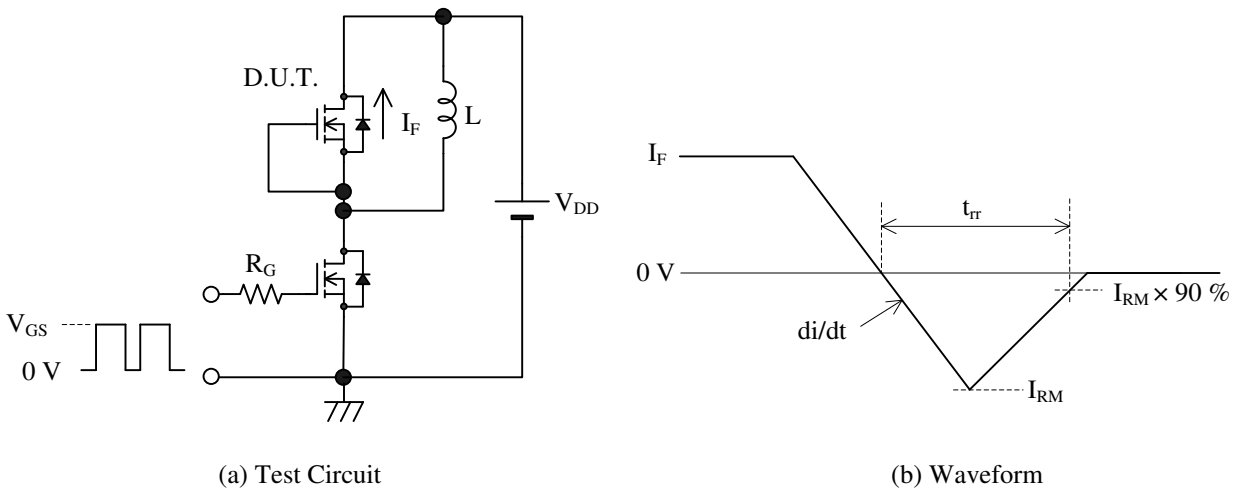 D.U.T.
I_F
L
V_DD
R_G
V_GS
0 V
(a) Test Circuit
I_F
t_rr
0 V
I_RM × 90 %
di/dt
I_RM
(b) Waveform